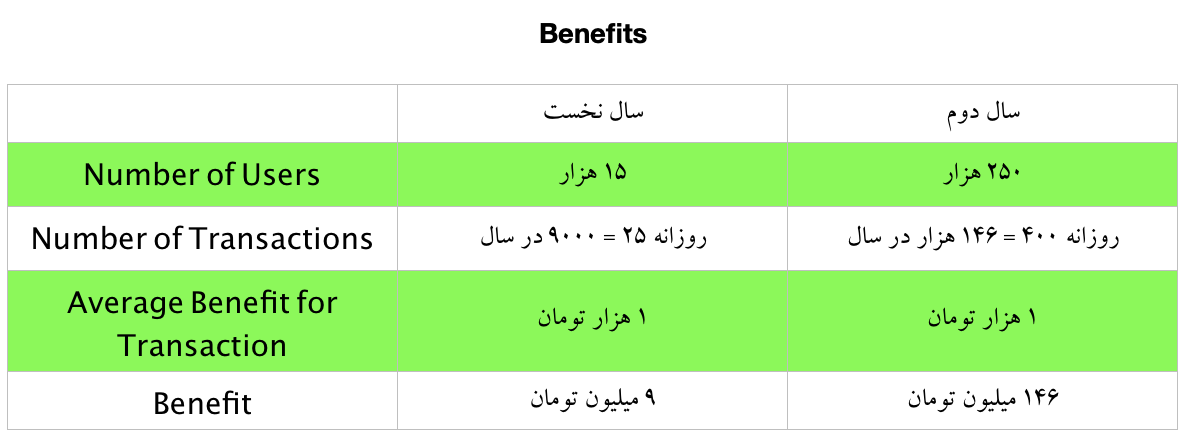 Benefits
سال نخست
سال دوم
Number of Users
۱۵ هزار
۲۵۰ هزار
Number of Transactions
روزانه ۲۵ = ۹۰۰۰ در سال
روزانه ۴۰۰ = ۱۴۶ هزار در سال
Average Benefit for
Transaction
۱ هزار تومان
۱ هزار تومان
Benefit
۹ میلیون تومان
۱۴۶ میلیون تومان